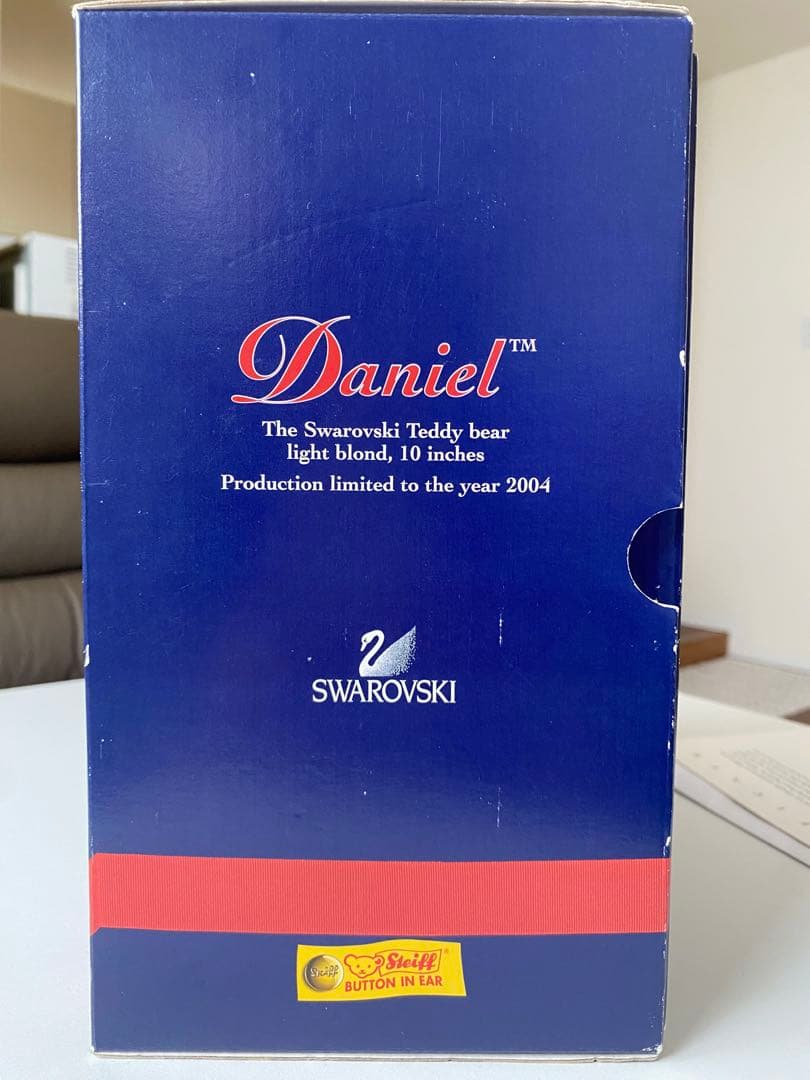 Daniel™
The Swarovski Teddy bear
light blond, 10 inches
Production limited to the year 2004
SWAROVSKI
Steiff
Steiff®
BUTTON IN EAR